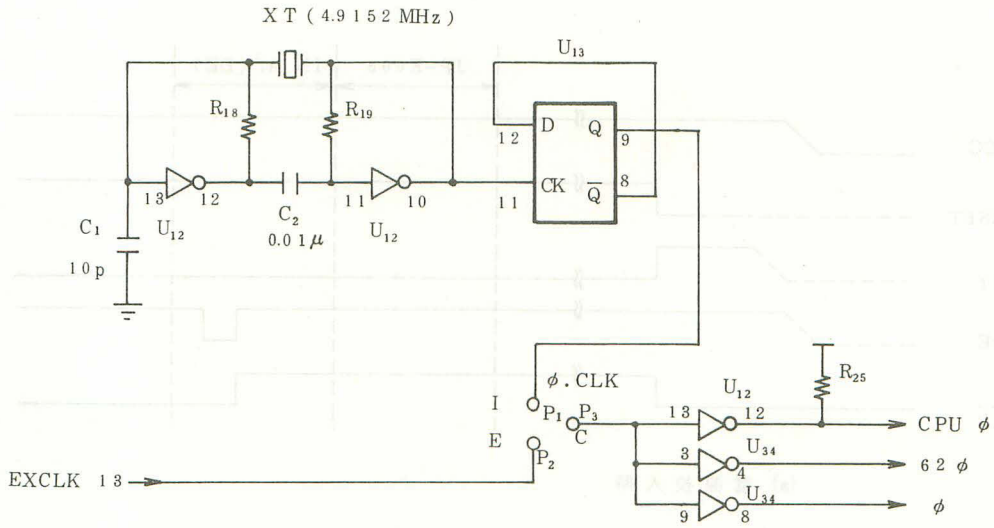 XT (4.9152 MHz)
U13
R18
R19
12
D
Q
9
CK
Q
8
11
13
12
11
10
C1
U12
C2
0.01μ
U12
10p
φ.CLK
I
P1
P3
E
C
P2
U12
R25
13
12
CPU φ
3
U34
4
62 φ
EXCLK 13
U34
9
8
φ